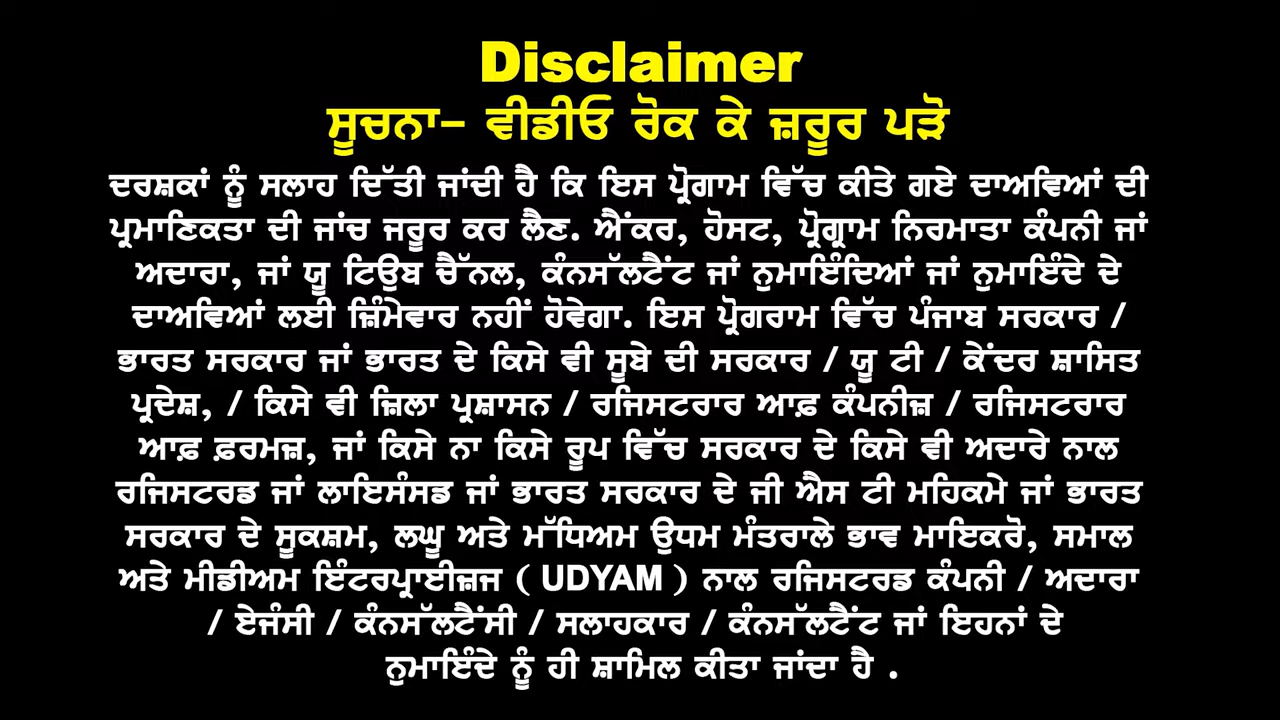 Disclaimer
ਸੂਚਨਾ- ਵੀਡੀਓ ਰੋਕ ਕੇ ਜ਼ਰੂਰ ਪੜੋ
ਦਰਸ਼ਕਾਂ ਨੂੰ ਸਲਾਹ ਦਿੱਤੀ ਜਾਂਦੀ ਹੈ ਕਿ ਇਸ ਪ੍ਰੋਗਾਮ ਵਿੱਚ ਕੀਤੇ ਗਏ ਦਾਅਵਿਆਂ ਦੀ
ਪ੍ਰਮਾਣਿਕਤਾ ਦੀ ਜਾਂਚ ਜਰੂਰ ਕਰ ਲੈਣ. ਐਂਕਰ, ਹੋਸਟ, ਪ੍ਰੋਗ੍ਰਾਮ ਨਿਰਮਾਤਾ ਕੰਪਨੀ ਜਾਂ
ਅਦਾਰਾ, ਜਾਂ ਯੂ ਟਿਉਬ ਚੈੱਨਲ, ਕੰਨਸੱਲਟੈਂਟ ਜਾਂ ਨੁਮਾਇੰਦਿਆਂ ਜਾਂ ਨੁਮਾਇੰਦੇ ਦੇ
ਦਾਅਵਿਆਂ ਲਈ ਜ਼ਿੰਮੇਵਾਰ ਨਹੀਂ ਹੋਵੇਗਾ. ਇਸ ਪ੍ਰੋਗਰਾਮ ਵਿੱਚ ਪੰਜਾਬ ਸਰਕਾਰ /
ਭਾਰਤ ਸਰਕਾਰ ਜਾਂ ਭਾਰਤ ਦੇ ਕਿਸੇ ਵੀ ਸੂਬੇ ਦੀ ਸਰਕਾਰ / ਯੂ ਟੀ / ਕੇਂਦਰ ਸ਼ਾਸਿਤ
ਪ੍ਰਦੇਸ਼, / ਕਿਸੇ ਵੀ ਜ਼ਿਲਾ ਪ੍ਰਸ਼ਾਸਨ / ਰਜਿਸਟਰਾਰ ਆਫ਼ ਕੰਪਨੀਜ਼ / ਰਜਿਸਟਰਾਰ
ਆਫ਼ ਫ਼ਰਮਜ਼, ਜਾਂ ਕਿਸੇ ਨਾ ਕਿਸੇ ਰੂਪ ਵਿੱਚ ਸਰਕਾਰ ਦੇ ਕਿਸੇ ਵੀ ਅਦਾਰੇ ਨਾਲ
ਰਜਿਸਟਰਡ ਜਾਂ ਲਾਇਸੰਸਡ ਜਾਂ ਭਾਰਤ ਸਰਕਾਰ ਦੇ ਜੀ ਐਸ ਟੀ ਮਹਿਕਮੇ ਜਾਂ ਭਾਰਤ
ਸਰਕਾਰ ਦੇ ਸੂਕਸ਼ਮ, ਲਘੂ ਅਤੇ ਮੱਧਿਅਮ ਉਧਮ ਮੰਤਰਾਲੇ ਭਾਵ ਮਾਇਕਰੋ, ਸਮਾਲ
ਅਤੇ ਮੀਡੀਅਮ ਇੰਟਰਪ੍ਰਾਈਜ਼ਜ ( UDYAM ) ਨਾਲ ਰਜਿਸਟਰਡ ਕੰਪਨੀ / ਅਦਾਰਾ
/ ਏਜੰਸੀ / ਕੰਨਸੱਲਟੈਂਸੀ / ਸਲਾਹਕਾਰ / ਕੰਨਸੱਲਟੈਂਟ ਜਾਂ ਇਹਨਾਂ ਦੇ
ਨੁਮਾਇੰਦੇ ਨੂੰ ਹੀ ਸ਼ਾਮਿਲ ਕੀਤਾ ਜਾਂਦਾ ਹੈ .